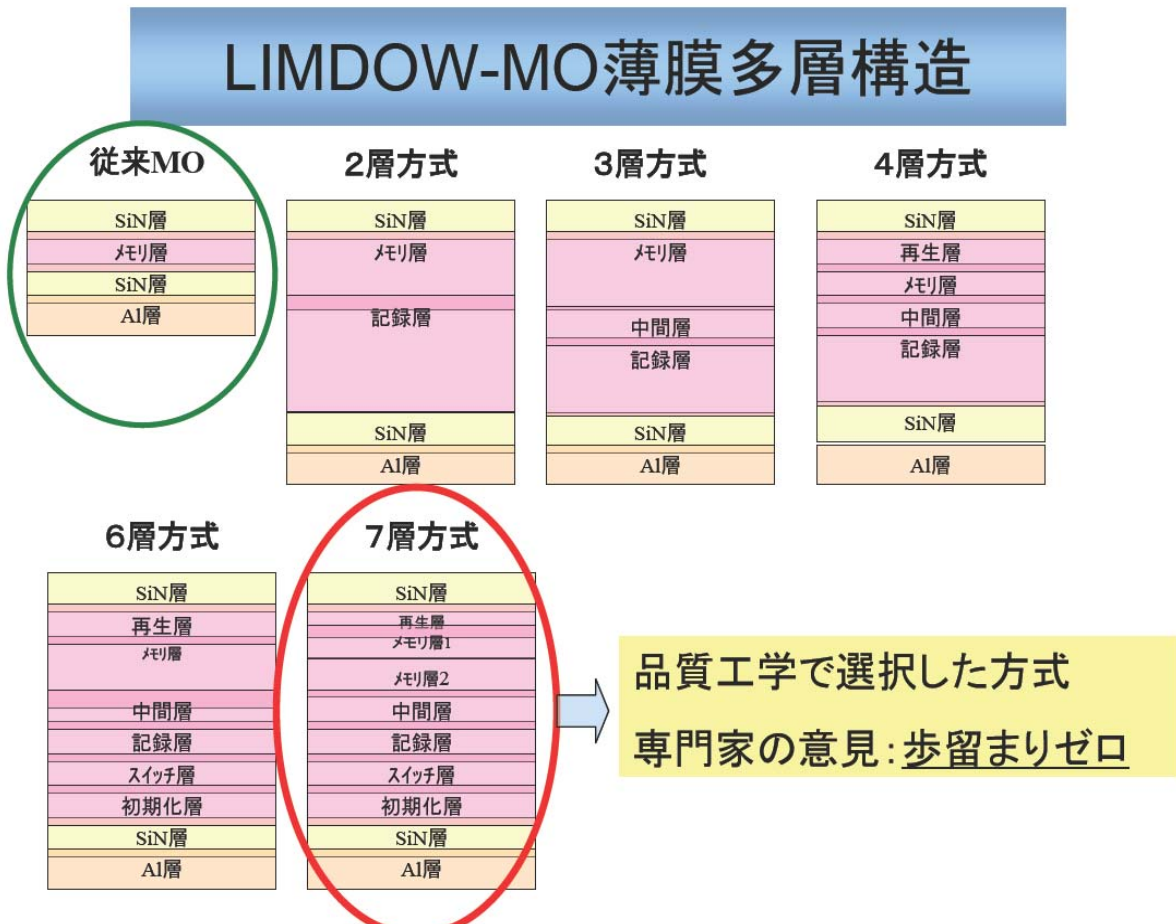 LIMDOW-MO薄膜多層構造
従来MO
SiN層
メモリ層
SiN層
Al層
2層方式
SiN層
メモリ層
記録層
SiN層
Al層
3層方式
SiN層
メモリ層
中間層
記録層
SiN層
Al層
4層方式
SiN層
再生層
メモリ層
中間層
記録層
SiN層
Al層
6層方式
SiN層
再生層
メモリ層
中間層
記録層
スイッチ層
初期化層
SiN層
Al層
7層方式
SiN層
再生層
メモリ層1
メモリ層2
中間層
記録層
スイッチ層
初期化層
SiN層
Al層
品質工学で選択した方式
専門家の意見:歩留まりゼロ